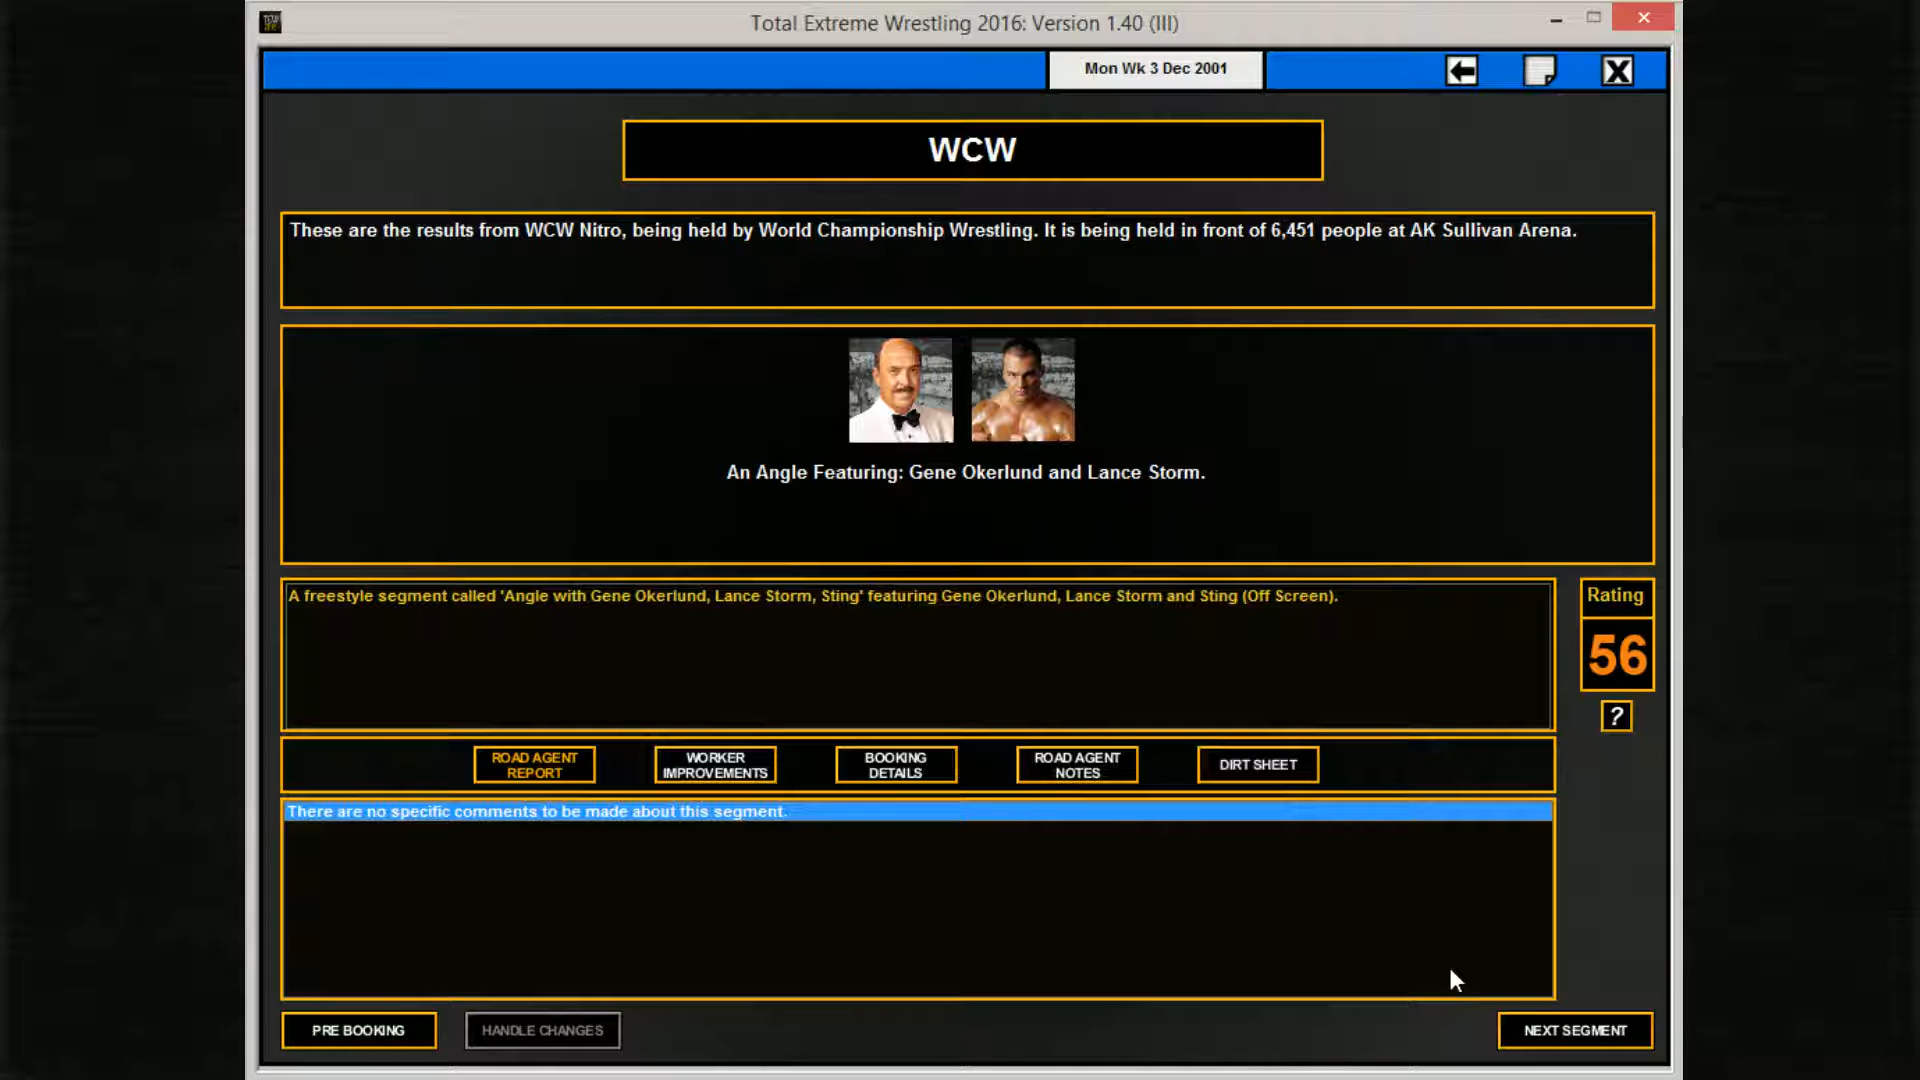 Total Extreme Wrestling 2016: Version 1.40 (III)
Mon Wk 3 Dec 2001
WCW
These are the results from WCW Nitro, being held by World Championship Wrestling. It is being held in front of 6,451 people at AK Sullivan Arena.
An Angle Featuring: Gene Okerlund and Lance Storm.
A freestyle segment called 'Angle with Gene Okerlund, Lance Storm, Sting' featuring Gene Okerlund, Lance Storm and Sting (Off Screen).
Rating
56
?
ROAD AGENT
REPORT
WORKER
IMPROVEMENTS
BOOKING
DETAILS
ROAD AGENT
NOTES
DIRT SHEET
There are no specific comments to be made about this segment.
PRE BOOKING
HANDLE CHANGES
NEXT SEGMENT